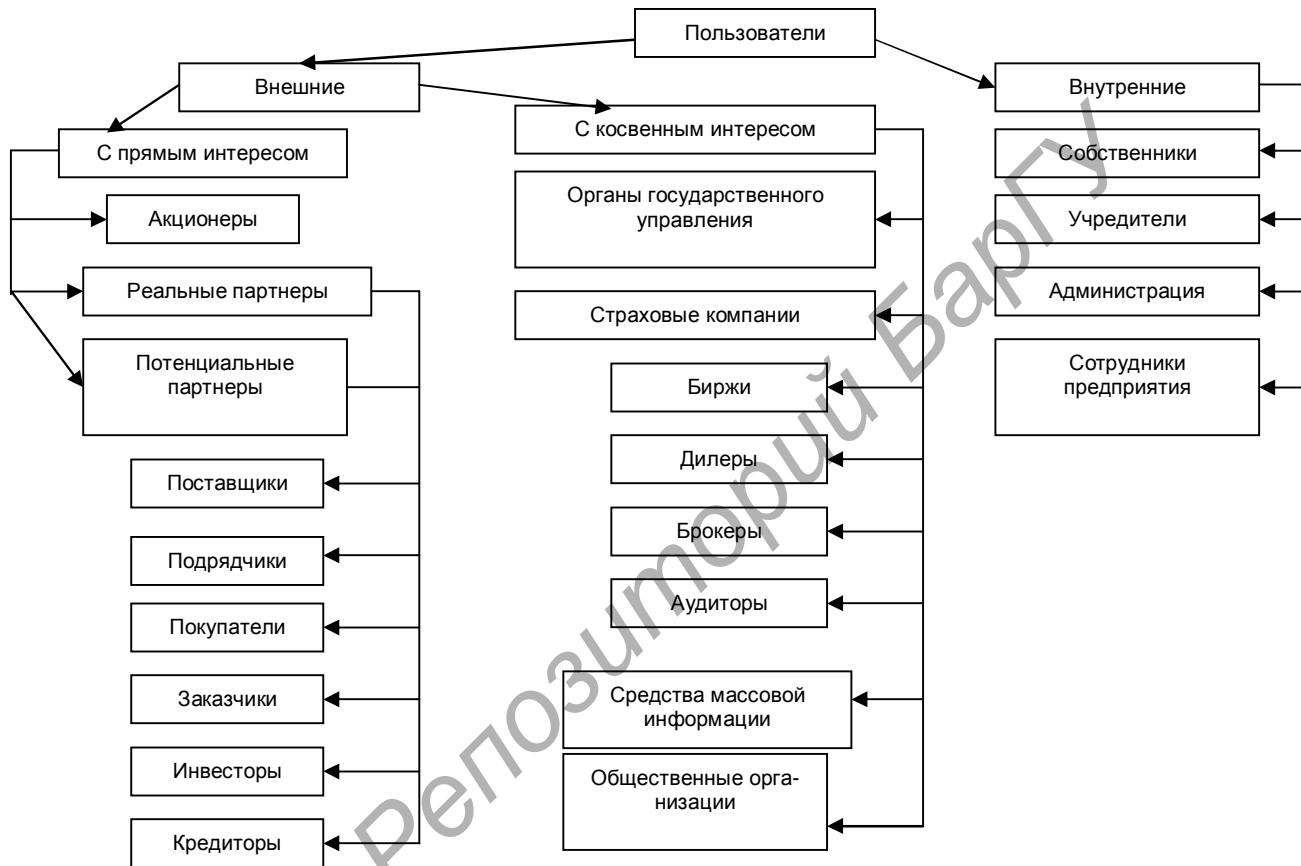 Пользователи
Внешние
Внутренние
С прямым интересом
С косвенным интересом
Акционеры
Реальные партнеры
Потенциальные
партнеры
Поставщики
Подрядчики
Покупатели
Заказчики
Инвесторы
Кредиторы
Органы государственного
управления
Страховые компании
Биржи
Дилеры
Брокеры
Аудиторы
Средства массовой
информации
Общественные орга-
низации
Собственники
Учредители
Администрация
Сотрудники
предприятия
Репозиторий БарГУ